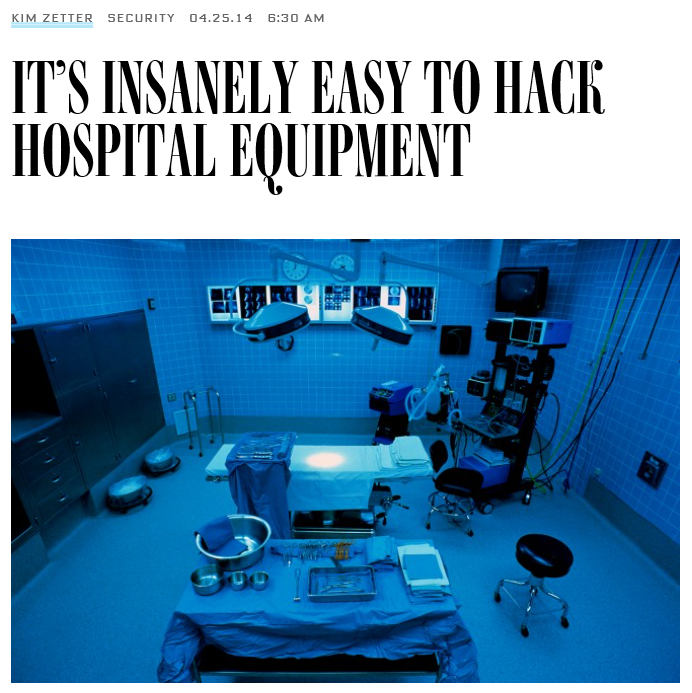 KIM ZETTER SECURITY 04.25.14 6:30 AM
IT’S INSANELY EASY TO HACK
HOSPITAL EQUIPMENT